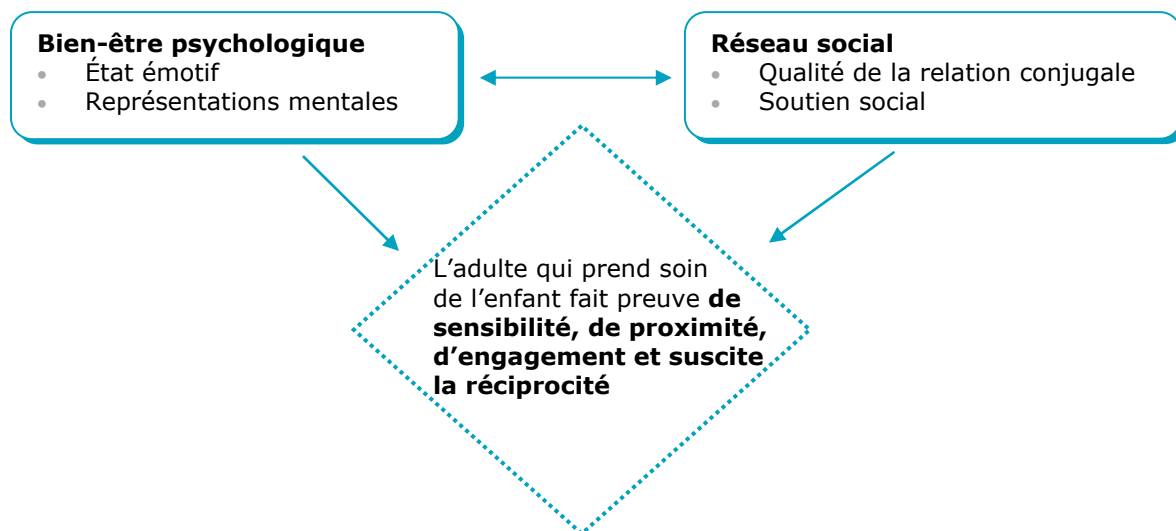 Bien-être psychologique
• État émotif
• Représentations mentales
Réseau social
• Qualité de la relation conjugale
• Soutien social
L’adulte qui prend soin
de l’enfant fait preuve de
sensibilité, de proximité,
d’engagement et suscite
la réciprocité